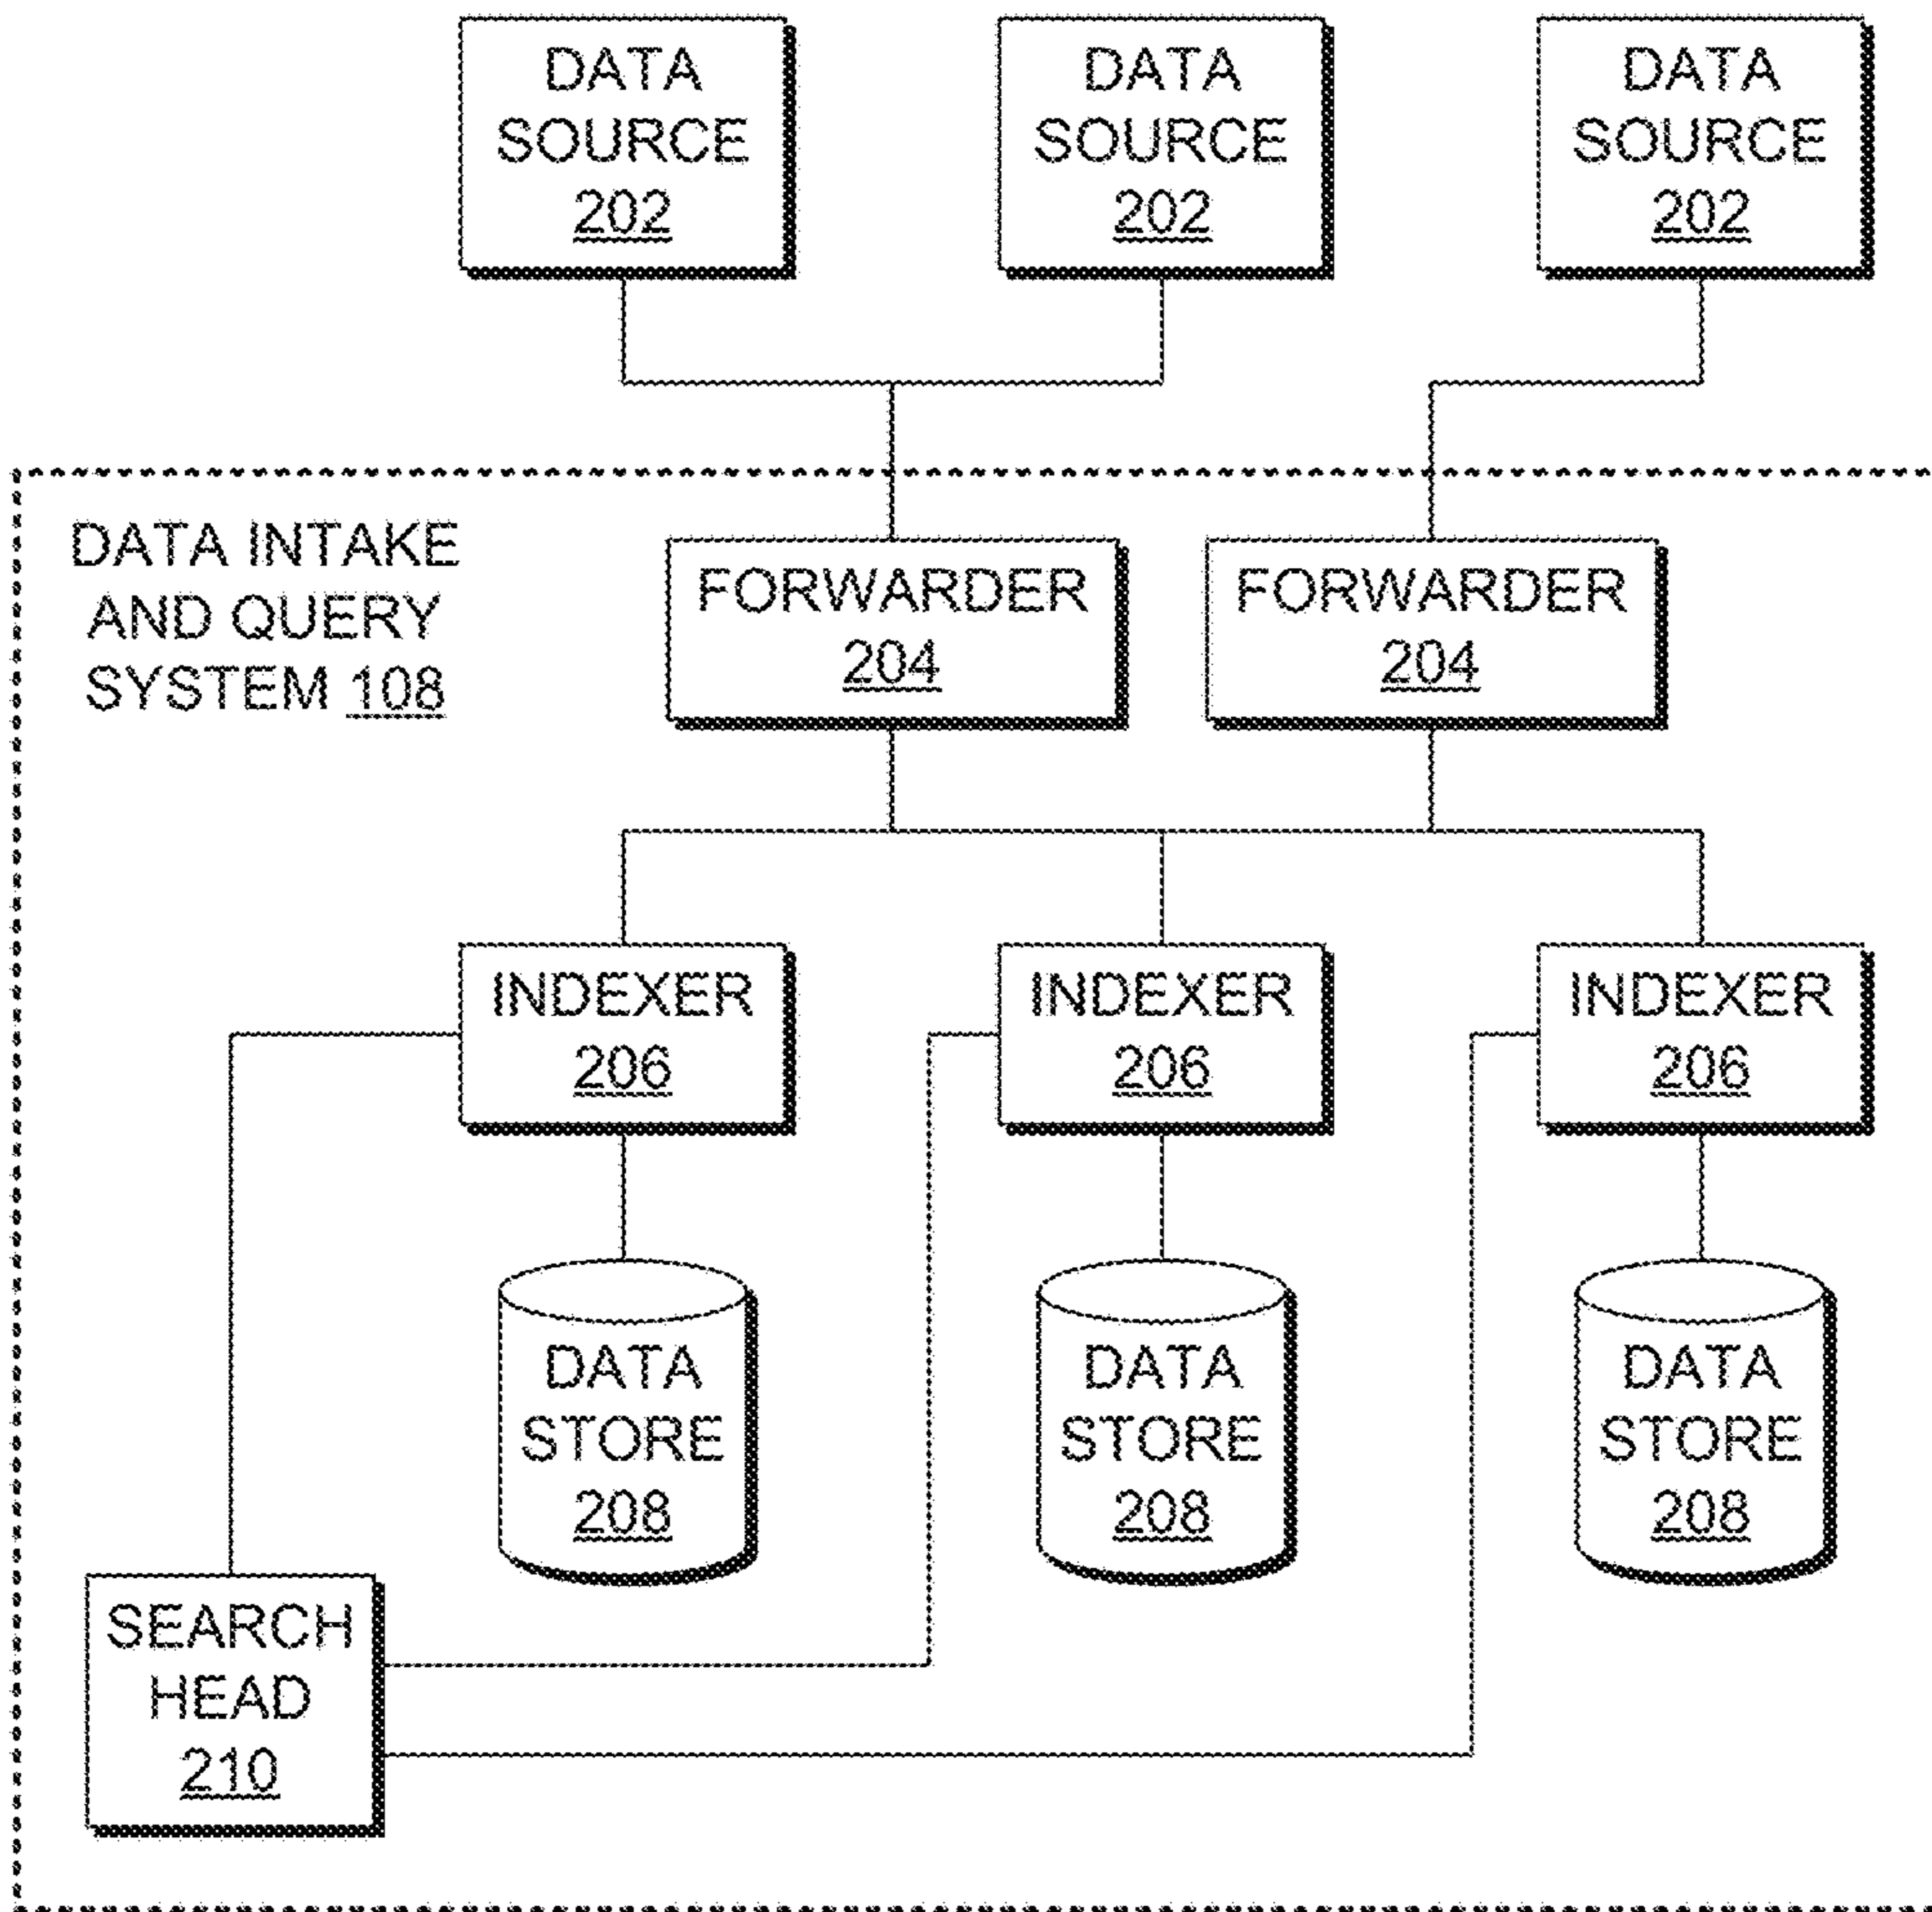 DATA
SOURCE
202
DATA
SOURCE
202
DATA
SOURCE
202
DATA INTAKE
AND QUERY
SYSTEM 108
FORWARDER
204
FORWARDER
204
INDEXER
206
INDEXER
206
INDEXER
206
DATA
STORE
208
DATA
STORE
208
DATA
STORE
208
SEARCH
HEAD
210